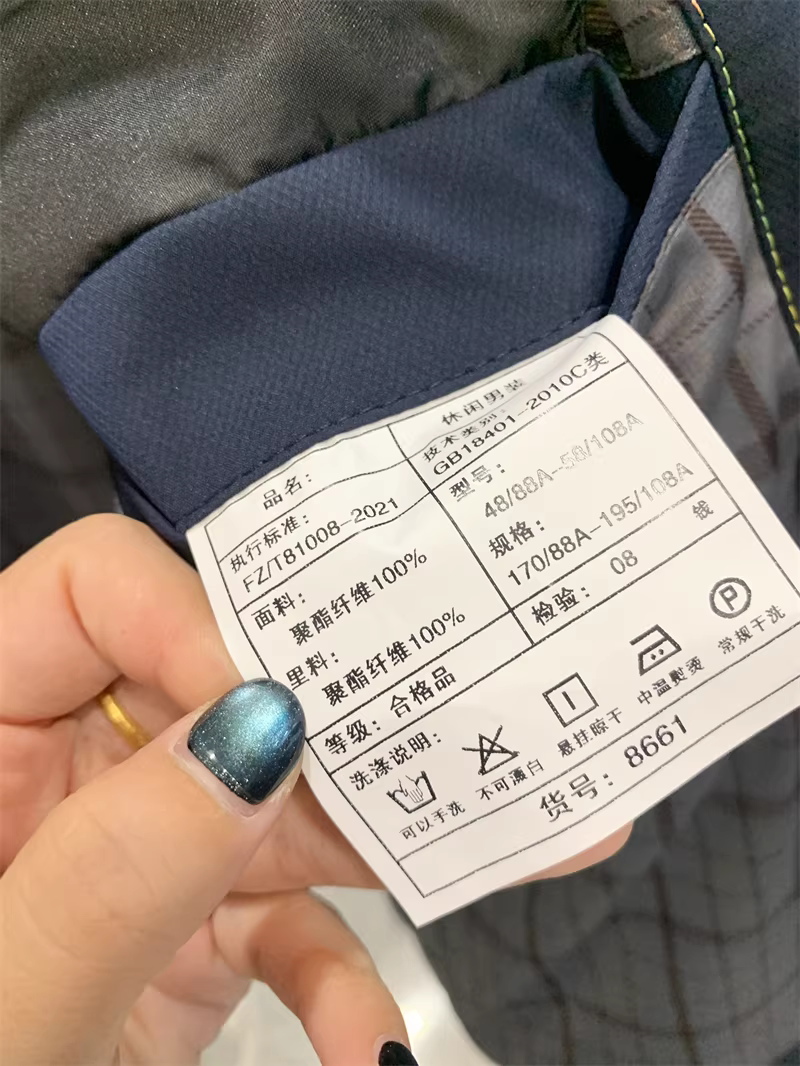 品名：
休闲男装
执行标准：
FZ/T81008-2021
技术类别：
GB18401-2010C类
面料：
聚酯纤维100%
里料：
聚酯纤维100%
型号：
48/88A-58/108A
规格：
170/88A-195/108A
等级：合格品
检验：08
洗涤说明：
可以手洗
不可漂白
悬挂晾干
中温熨烫
P
常规干洗
货号：8661